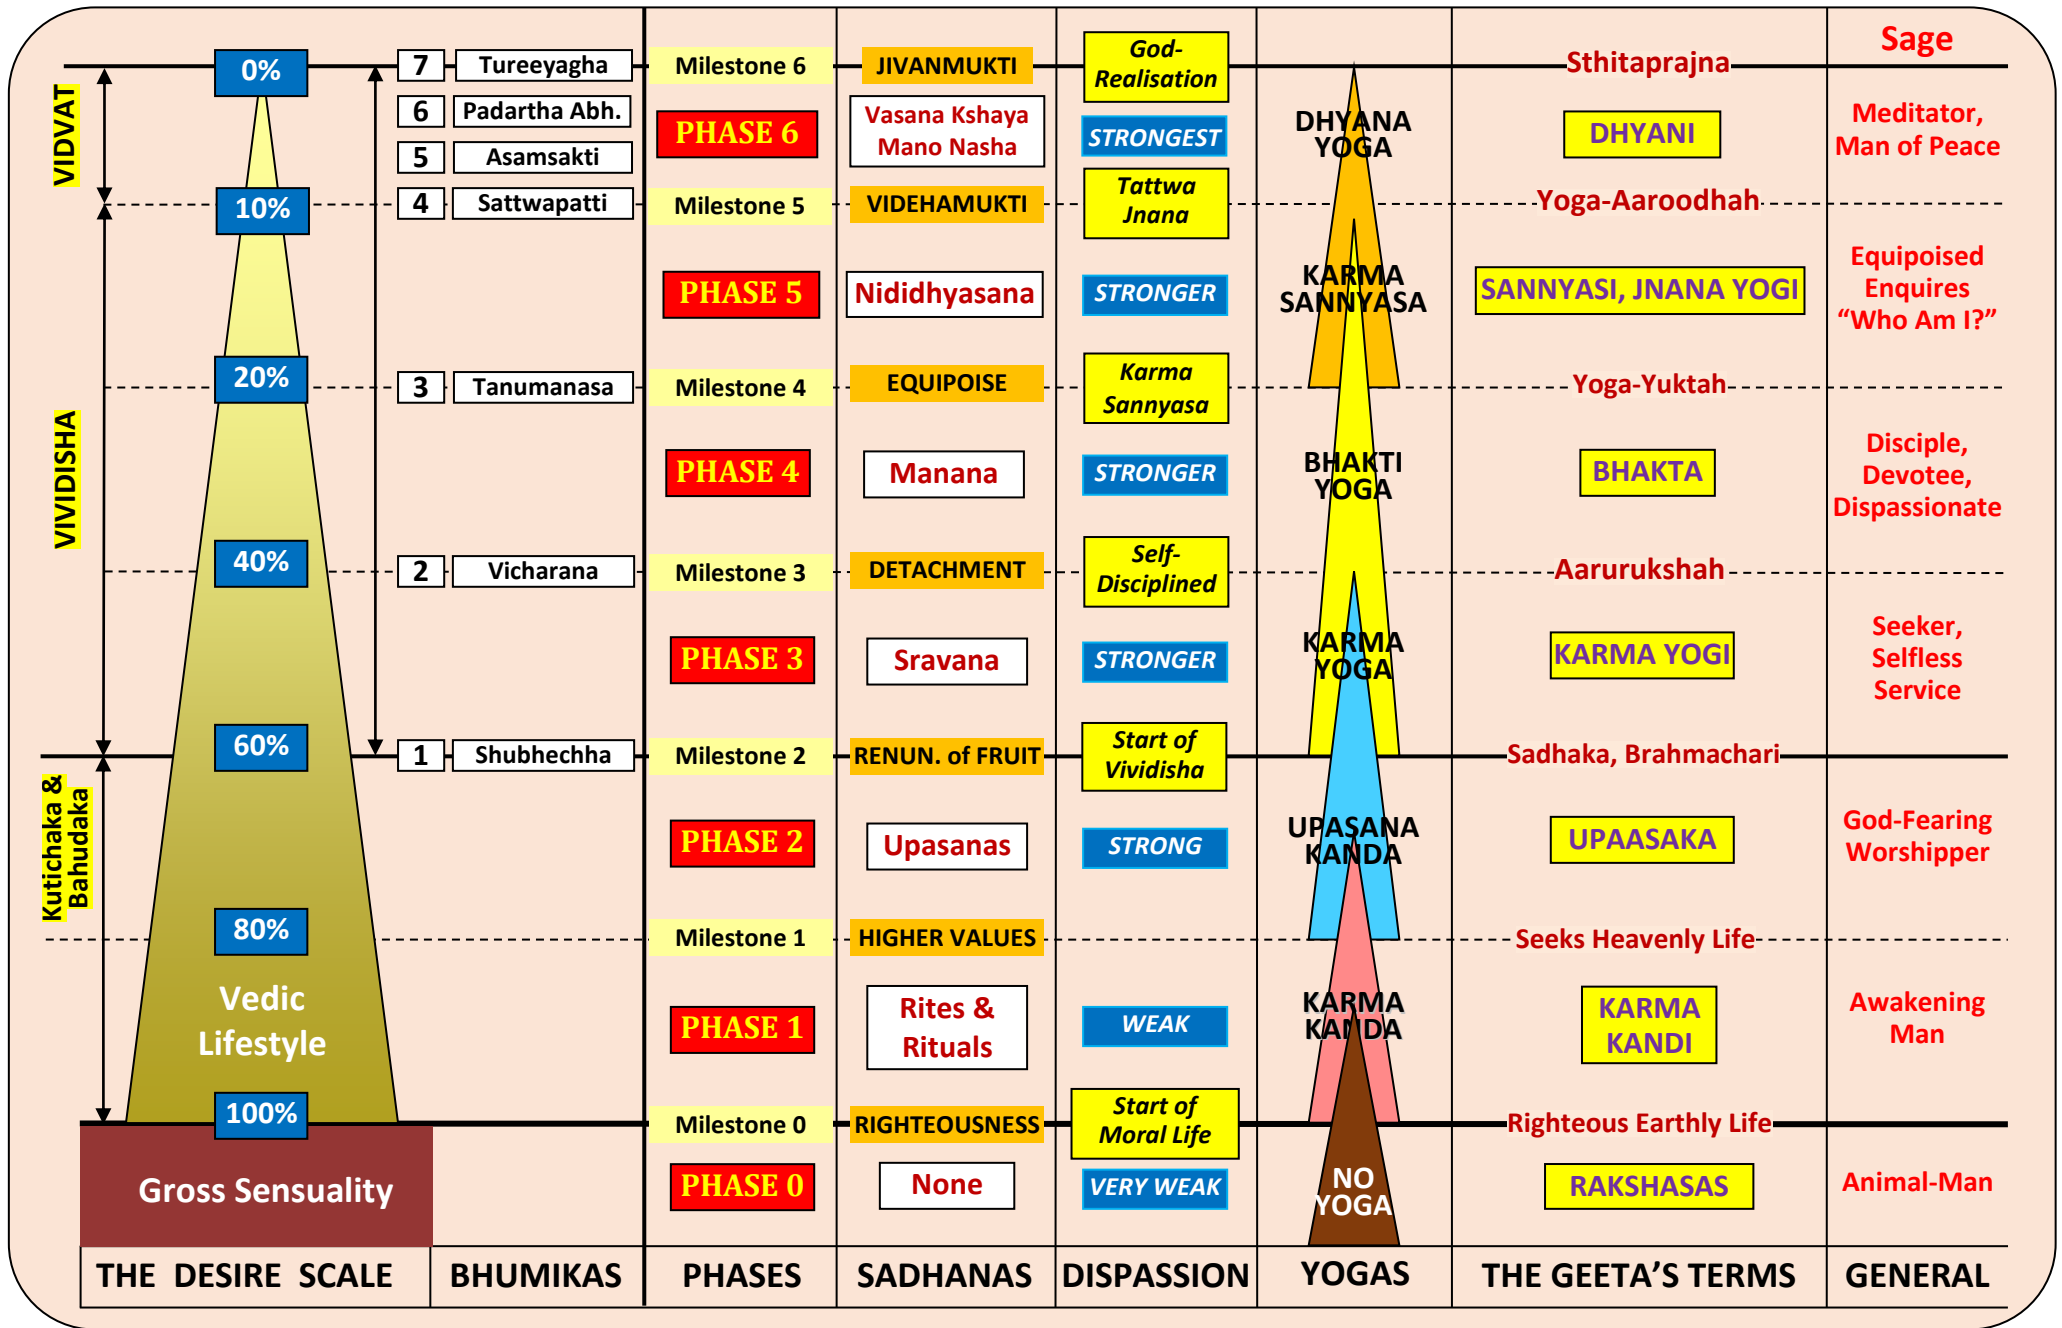 Sage
0% 7 Tureeyagha Milestone 6 JIVANMUKTI God-
Realisation Sthitaprajna
VIDVAT
6 Padartha Abh.
5 Asamsakti
PHASE 6 Vasana Kshaya
Mano Nasha STRONGEST DHYANA
YOGA DHYANI Meditator,
Man of Peace
10% 4 Sattwapatti Milestone 5 VIDEHAMUKTI Tattwa
Jnana Yoga-Aaroodhah
PHASE 5 Nididhyasana STRONGER KARMA
SANNYASA SANNYASI, JNANA YOGI Equipoised
Enquires
“Who Am I?”
20% 3 Tanumanasa Milestone 4 EQUIPOISE Karma
Sannyasa Yoga-Yuktah
VIVIDISHA
PHASE 4 Manana STRONGER BHAKTI
YOGA BHAKTA Disciple,
Devotee,
Dispassionate
40% 2 Vicharana Milestone 3 DETACHMENT Self-
Disciplined Aarurukshah
PHASE 3 Sravana STRONGER KARMA
YOGA KARMA YOGI Seeker,
Selfless
Service
60% 1 Shubhechha Milestone 2 RENUN. of FRUIT Start of
Vividisha Sadhaka, Brahmachari
Kutichaka &
Bahudaka
PHASE 2 Upasanas STRONG UPASANA
KANDA UPAASAKA God-Fearing
Worshipper
80% Milestone 1 HIGHER VALUES Seeks Heavenly Life
Vedic
Lifestyle
PHASE 1 Rites &
Rituals WEAK KARMA
KANDA KARMA
KANDI Awakening
Man
100% Milestone 0 RIGHTEOUSNESS Start of
Moral Life Righteous Earthly Life
Gross Sensuality PHASE 0 None VERY WEAK NO
YOGA RAKSHASAS Animal-Man
THE DESIRE SCALE BHUMIKAS PHASES SADHANAS DISPASSION YOGAS THE GEETA’S TERMS GENERAL